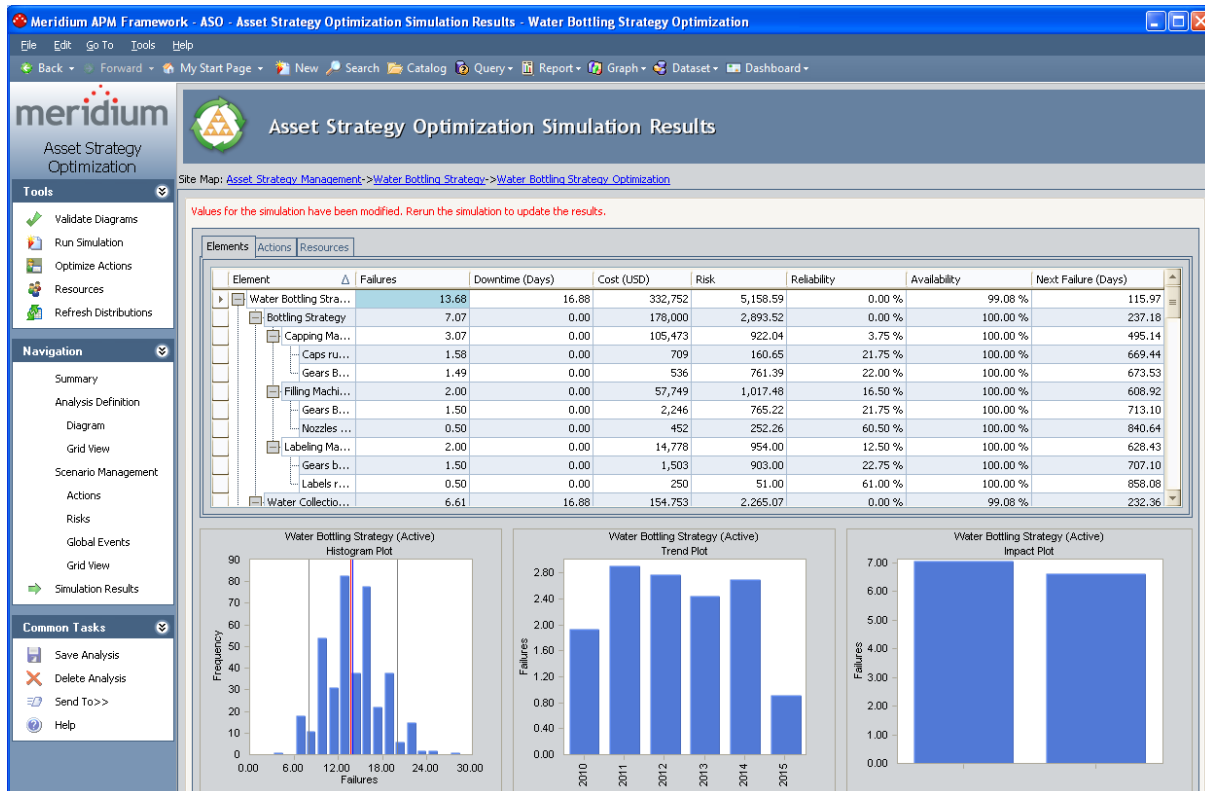 Meridium APM Framework - ASO - Asset Strategy Optimization Simulation Results - Water Bottling Strategy Optimization
File Edit Go To Tools Help
Back Forward My Start Page New Search Catalog Query Report Graph Dataset Dashboard
meridium
Asset Strategy
Optimization
Tools
Validate Diagrams
Run Simulation
Optimize Actions
Resources
Refresh Distributions
Navigation
Summary
Analysis Definition
Diagram
Grid View
Scenario Management
Actions
Risks
Global Events
Grid View
Simulation Results
Common Tasks
Save Analysis
Delete Analysis
Send To>>
Help
Asset Strategy Optimization Simulation Results
Site Map: Asset Strategy Management->Water Bottling Strategy->Water Bottling Strategy Optimization
Values for the simulation have been modified. Rerun the simulation to update the results.
Elements Actions Resources
Element Failures Downtime (Days) Cost (USD) Risk Reliability Availability Next Failure (Days)
Water Bottling Stra... 13.68 16.88 332,752 5,158.59 0.00 % 99.08 % 115.97
Bottling Strategy 7.07 0.00 178,000 2,893.52 0.00 % 100.00 % 237.18
Capping Ma... 3.07 0.00 105,473 922.04 3.75 % 100.00 % 495.14
Caps ru... 1.58 0.00 709 160.65 21.75 % 100.00 % 669.44
Gears B... 1.49 0.00 536 761.39 22.00 % 100.00 % 673.53
Filling Machi... 2.00 0.00 57,749 1,017.48 16.50 % 100.00 % 608.92
Gears B... 1.50 0.00 2,246 765.22 21.75 % 100.00 % 713.10
Nozzles ... 0.50 0.00 452 252.26 60.50 % 100.00 % 840.64
Labeling Ma... 2.00 0.00 14,778 954.00 12.50 % 100.00 % 628.43
Gears b... 1.50 0.00 1,503 903.00 22.75 % 100.00 % 707.10
Labels r... 0.50 0.00 250 51.00 61.00 % 100.00 % 858.08
Water Collectio... 6.61 16.88 154,753 2,265.07 0.00 % 99.08 % 232.36
Water Bottling Strategy (Active)
Histogram Plot
Frequency
90
80
70
60
50
40
30
20
10
0
0.00 6.00 12.00 18.00 24.00 30.00
Failures
Water Bottling Strategy (Active)
Trend Plot
Failures
2.80
2.40
2.00
1.60
1.20
0.80
0.40
0.00
2010 2011 2012 2013 2014 2015
Water Bottling Strategy (Active)
Impact Plot
Failures
7.00
6.00
5.00
4.00
3.00
2.00
1.00
0.00